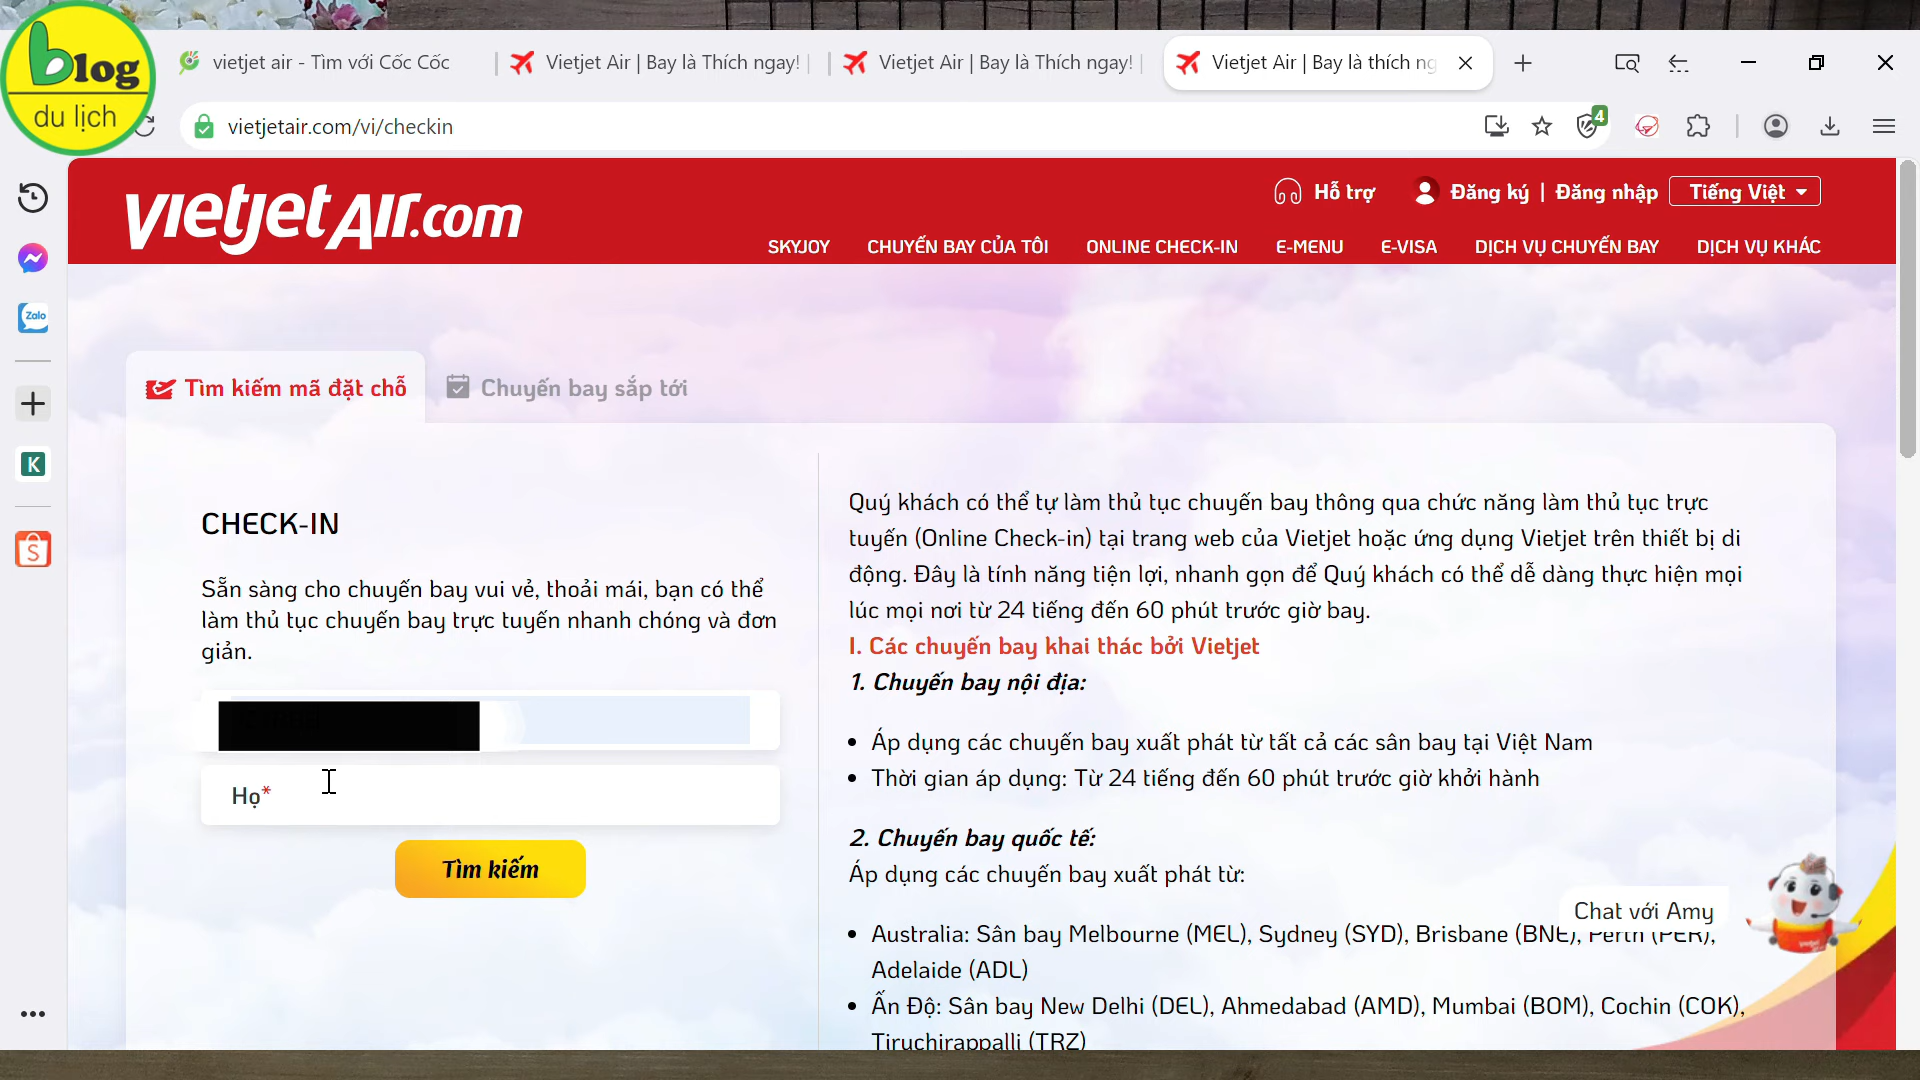 blog
du lịch
vietjet air - Tìm với Cốc Cốc
Vietjet Air | Bay là Thích ngay!
Vietjet Air | Bay là Thích ngay!
Vietjet Air | Bay là thích ng
vietjetair.com/vi/checkin
4
vietjetAir.com
Hỗ trợ
Đăng ký | Đăng nhập
Tiếng Việt
SKYJOY
CHUYẾN BAY CỦA TÔI
ONLINE CHECK-IN
E-MENU
E-VISA
DỊCH VỤ CHUYẾN BAY
DỊCH VỤ KHÁC
Zalo
K
S
Tìm kiếm mã đặt chỗ
Chuyến bay sắp tới
CHECK-IN
Sẵn sàng cho chuyến bay vui vẻ, thoải mái, bạn có thể
làm thủ tục chuyến bay trực tuyến nhanh chóng và đơn
giản.
Họ*
Tìm kiếm
Quý khách có thể tự làm thủ tục chuyến bay thông qua chức năng làm thủ tục trực
tuyến (Online Check-in) tại trang web của Vietjet hoặc ứng dụng Vietjet trên thiết bị di
động. Đây là tính năng tiện lợi, nhanh gọn để Quý khách có thể dễ dàng thực hiện mọi
lúc mọi nơi từ 24 tiếng đến 60 phút trước giờ bay.
I. Các chuyến bay khai thác bởi Vietjet
1. Chuyến bay nội địa:
Áp dụng các chuyến bay xuất phát từ tất cả các sân bay tại Việt Nam
Thời gian áp dụng: Từ 24 tiếng đến 60 phút trước giờ khởi hành
2. Chuyến bay quốc tế:
Áp dụng các chuyến bay xuất phát từ:
Australia: Sân bay Melbourne (MEL), Sydney (SYD), Brisbane (BNE), Perth (PER),
Adelaide (ADL)
Ấn Độ: Sân bay New Delhi (DEL), Ahmedabad (AMD), Mumbai (BOM), Cochin (COK),
Tiruchirappalli (TRZ)
Chat với Amy